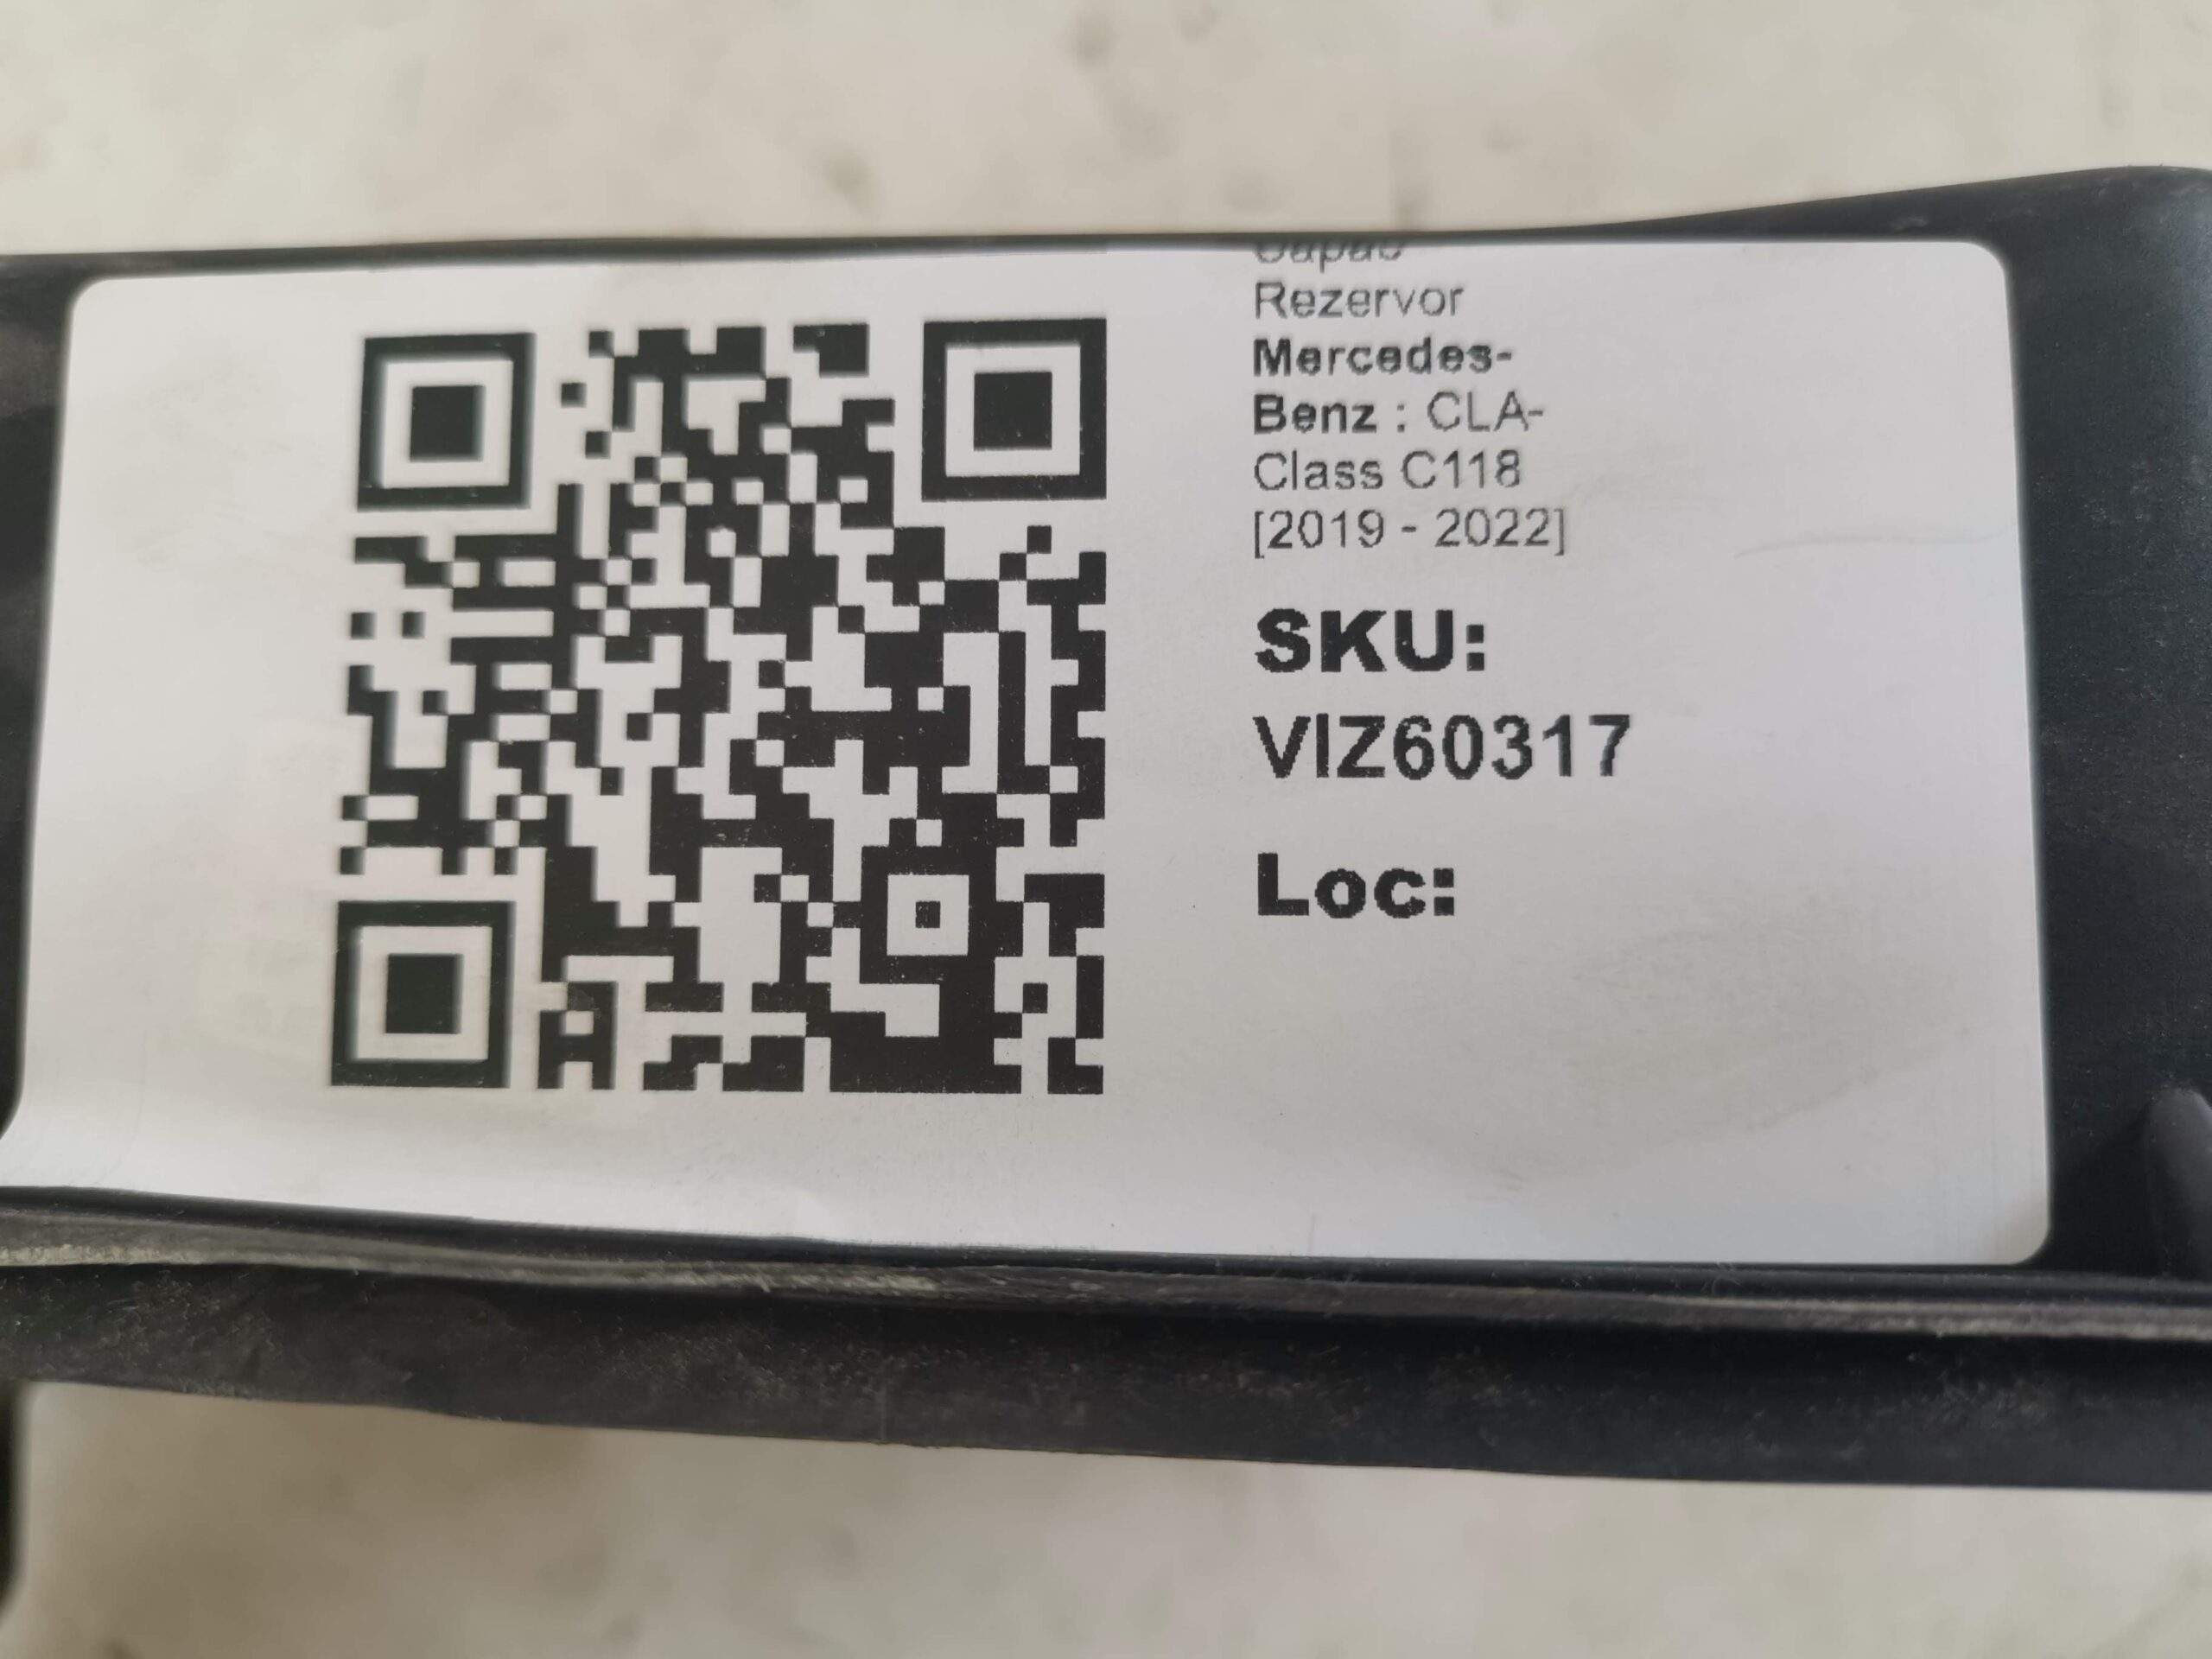 Rezervor
Mercedes-
Benz : CLA-
Class C118
[2019 - 2022]
SKU:
VIZ60317
Loc: